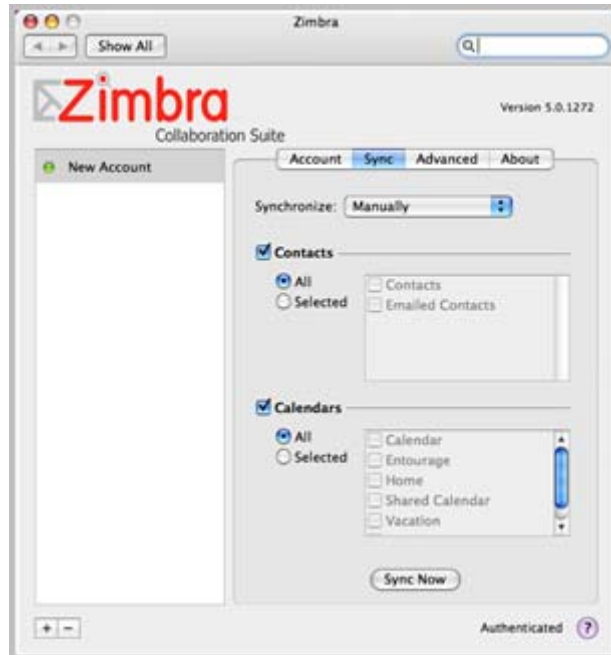 Zimbra
Show All
Zimbra
Version 5.0.1272
Collaboration Suite
New Account
Account Sync Advanced About
Synchronize: Manually
Contacts
All
Selected
Contacts
Emailed Contacts
Calendars
All
Selected
Calendar
Entourage
Home
Shared Calendar
Vacation
Sync Now
+ -
Authenticated ?